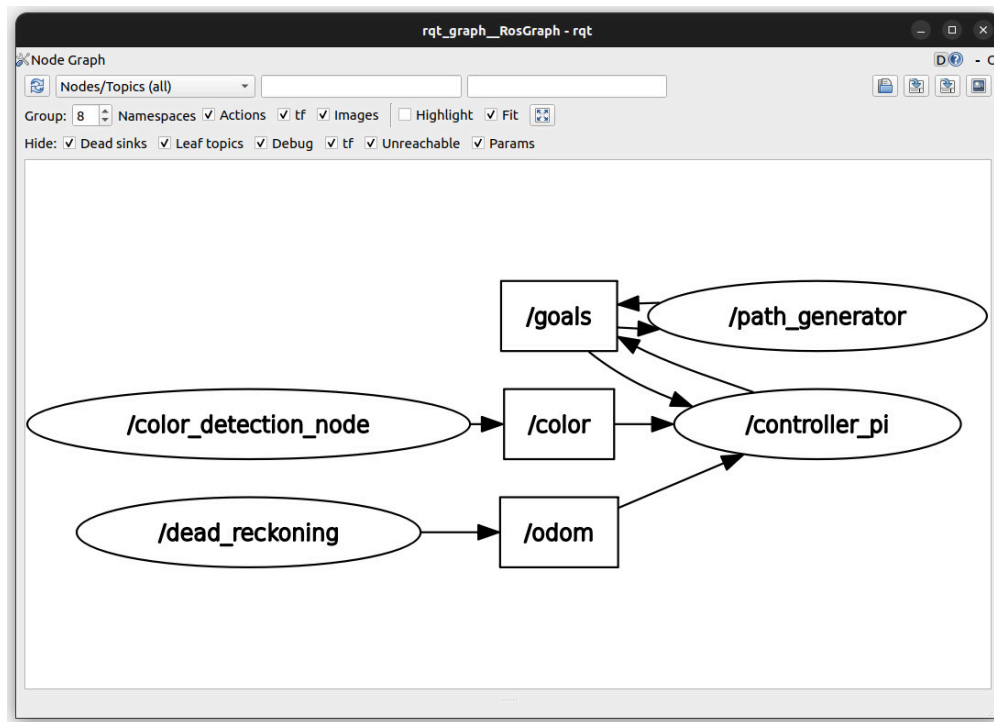 rqt_graph__RosGraph - rqt
Node Graph
D - O
Nodes/Topics (all)
Group: 8 Namespaces Actions tf Images Highlight Fit
Hide: Dead sinks Leaf topics Debug tf Unreachable Params
/goals
/path_generator
/color_detection_node
/color
/controller_pi
/dead_reckoning
/odom